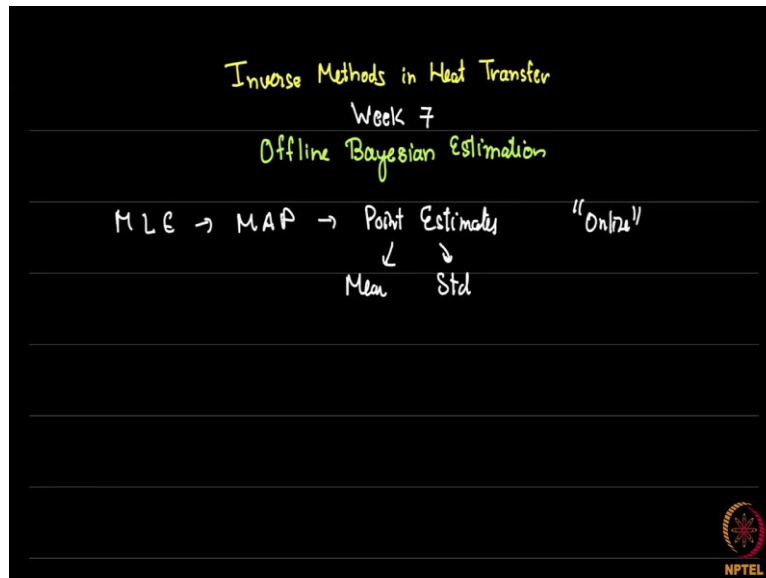 Inverse Methods in Heat Transfer
Week 7
Offline Bayesian Estimation
MLE → MAP → Point Estimates "Online"
↙ ↘
Mean Std
NPTEL